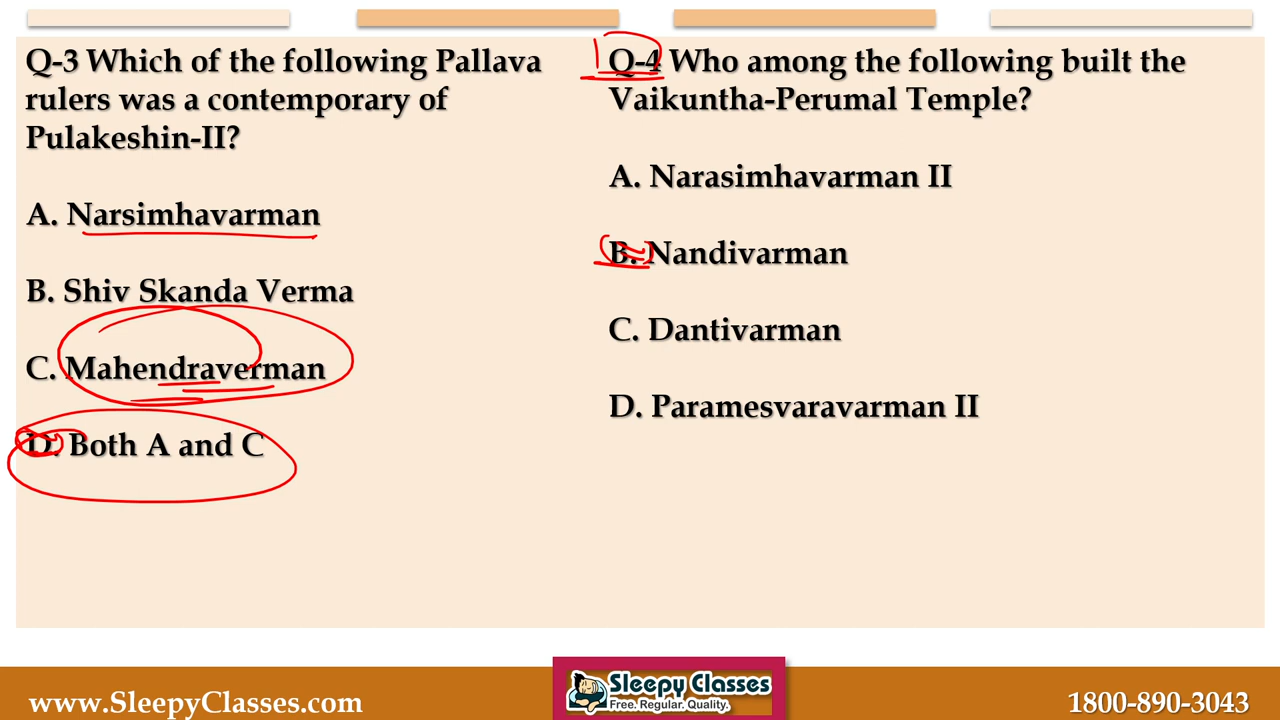 Q-3 Which of the following Pallava
rulers was a contemporary of
Pulakeshin-II?
A. Narsimhavarman
B. Shiv Skanda Verma
C. Mahendraverman
D. Both A and C
Q-4 Who among the following built the
Vaikuntha-Perumal Temple?
A. Narasimhavarman II
B. Nandivarman
C. Dantivarman
D. Paramesvaravarman II
www.SleepyClasses.com
Sleepy Classes
Free. Regular. Quality.
1800-890-3043